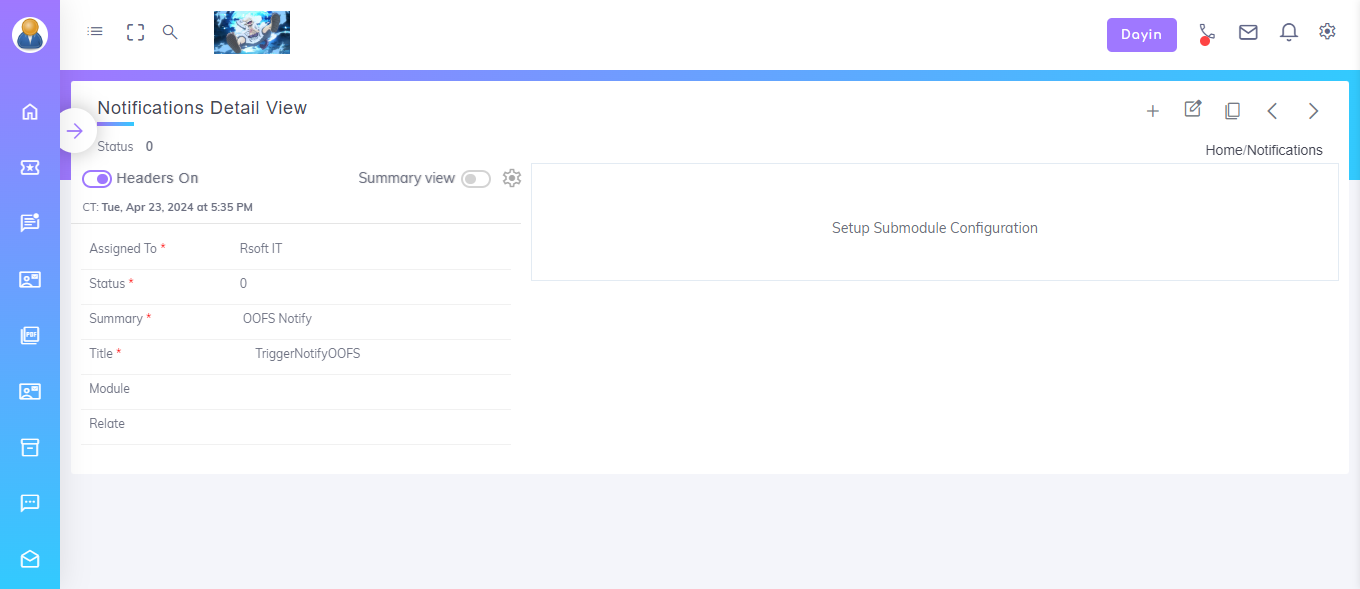 Dayin
Notifications Detail View
Status 0
Home/Notifications
Headers On
Summary view
CT: Tue, Apr 23, 2024 at 5:35 PM
Assigned To * Rsoft IT
Status * 0
Summary * OOFS Notify
Title * TriggerNotifyOOFS
Module
Relate
Setup Submodule Configuration
PDF